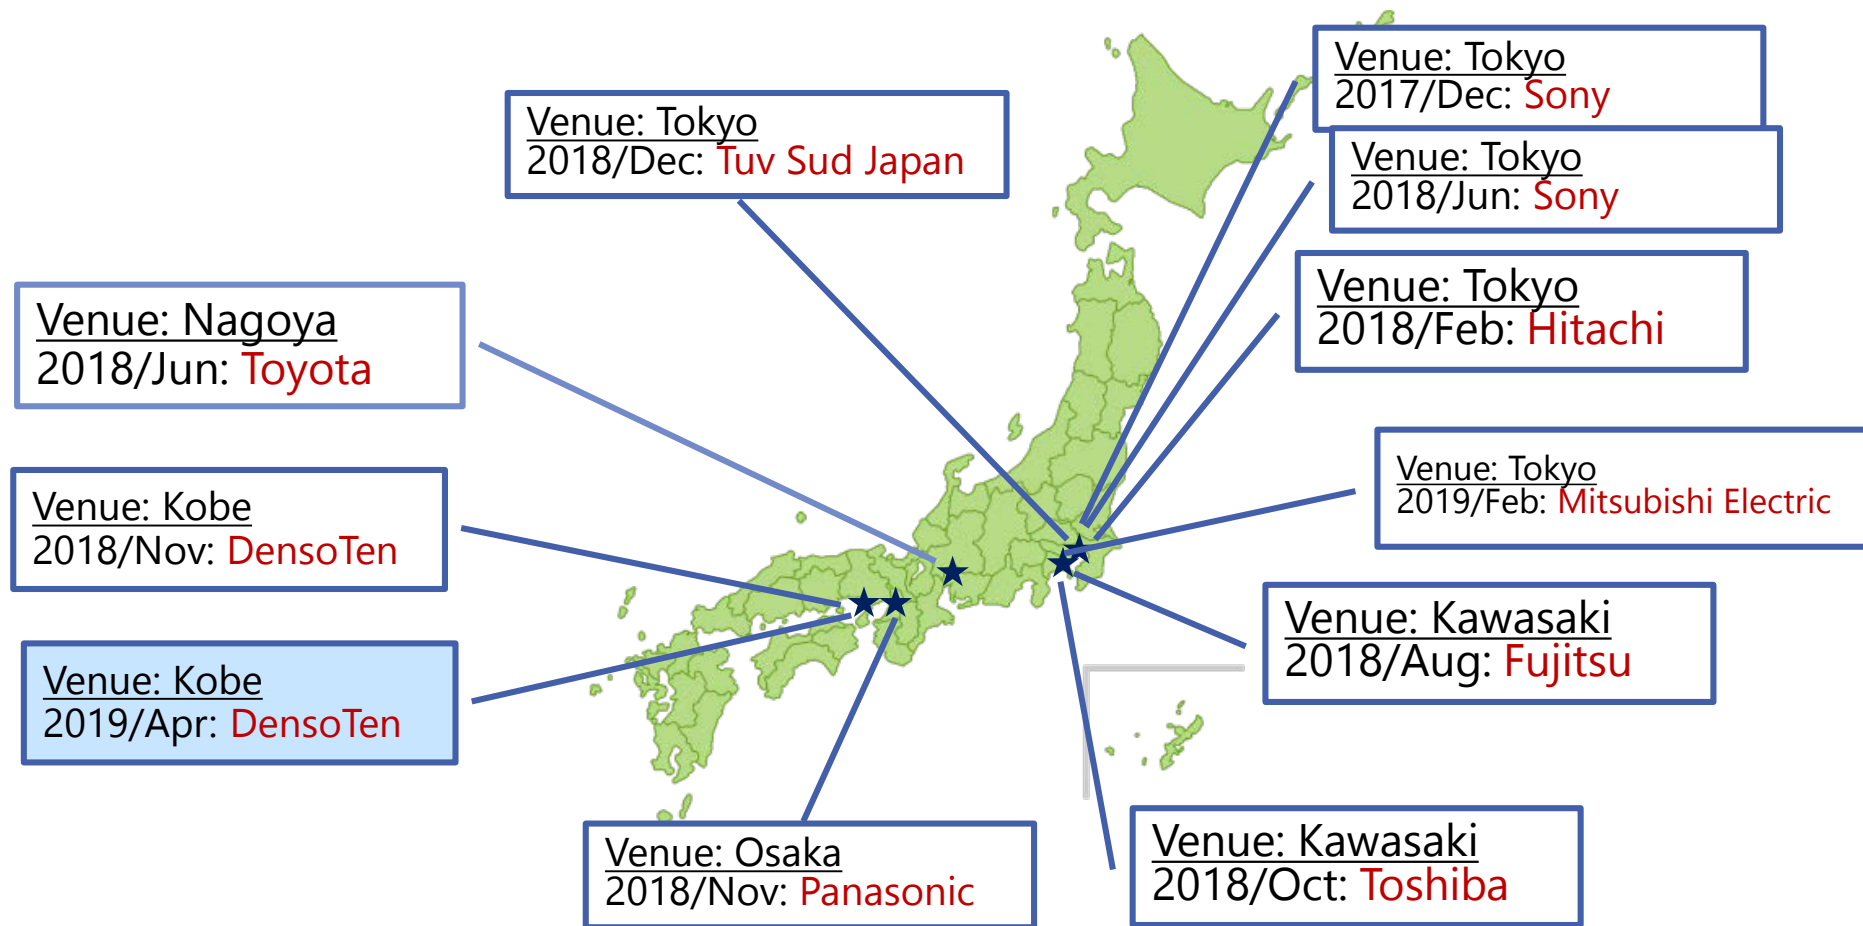 Venue: Tokyo
2017/Dec: Sony
Venue: Tokyo
2018/Dec: Tuv Sud Japan
Venue: Tokyo
2018/Jun: Sony
Venue: Tokyo
2018/Feb: Hitachi
Venue: Nagoya
2018/Jun: Toyota
Venue: Tokyo
2019/Feb: Mitsubishi Electric
Venue: Kobe
2018/Nov: DensoTen
Venue: Kawasaki
2018/Aug: Fujitsu
Venue: Kobe
2019/Apr: DensoTen
Venue: Kawasaki
2018/Oct: Toshiba
Venue: Osaka
2018/Nov: Panasonic